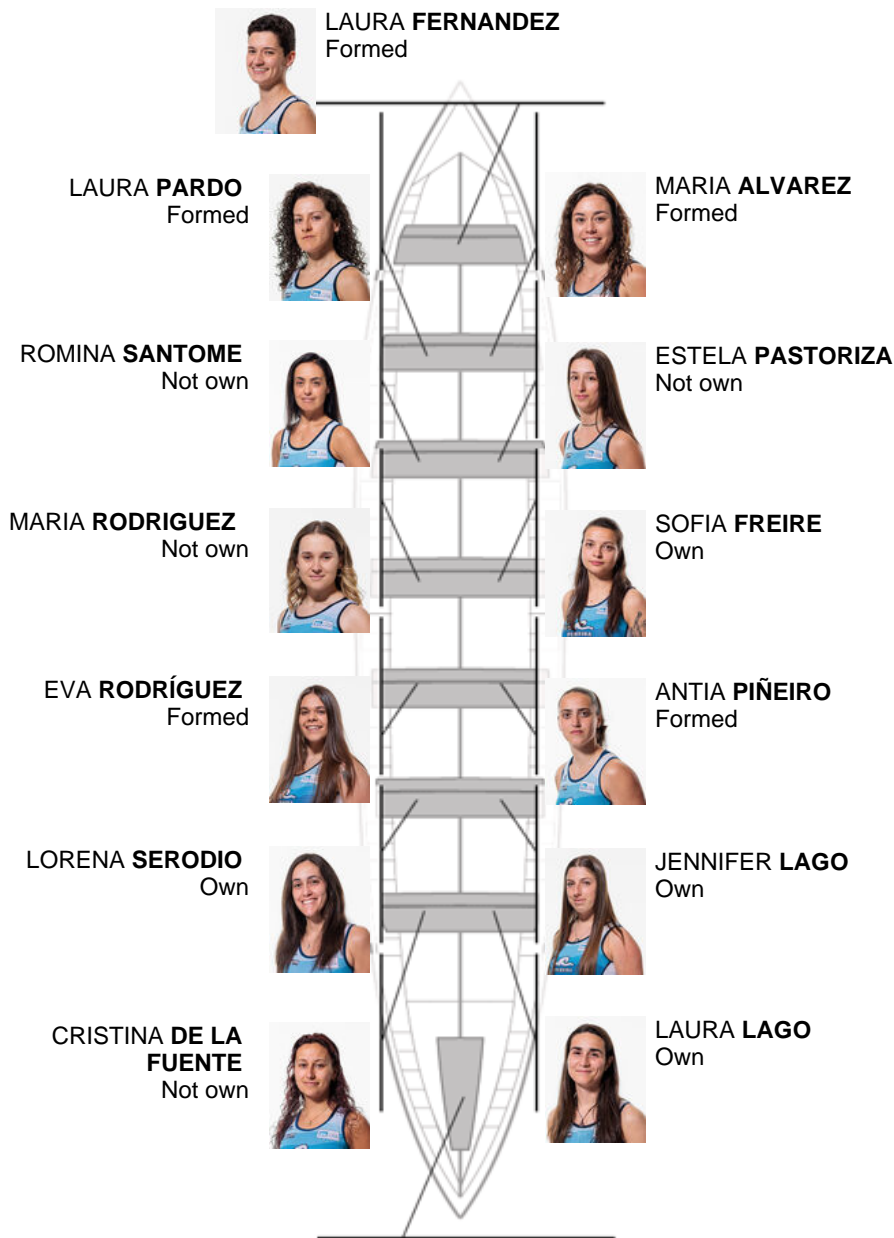 LAURA FERNANDEZ
Formed
LAURA PARDO
Formed
MARIA ALVAREZ
Formed
ROMINA SANTOME
Not own
ESTELA PASTORIZA
Not own
MARIA RODRIGUEZ
Not own
SOFIA FREIRE
Own
EVA RODRÍGUEZ
Formed
ANTIA PIÑEIRO
Formed
LORENA SERODIO
Own
JENNIFER LAGO
Own
CRISTINA DE LA
FUENTE
Not own
LAURA LAGO
Own